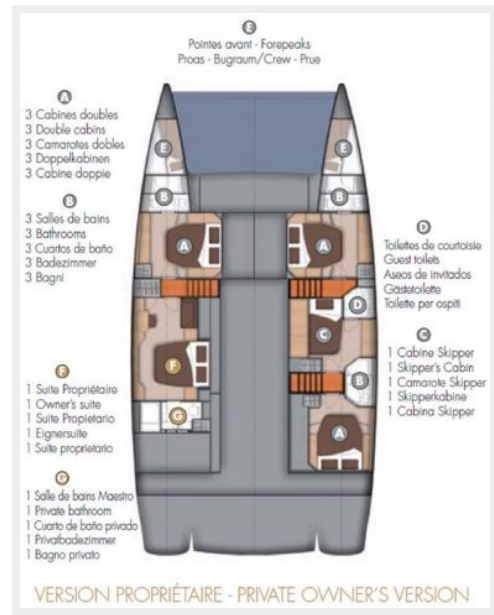 E
Pointes avant - Forepeaks
Proas - Bugraum/Crew - Prue
A
3 Cabines doubles
3 Double cabins
3 Camarotes dobles
3 Doppelkabinen
3 Cabine doppie
B
3 Salles de bains
3 Bathrooms
3 Cuartos de baño
3 Badezimmer
3 Bagni
F
1 Suite Propriétaire
1 Owner's suite
1 Suite Propietario
1 Eignersuite
1 Suite proprietario
G
1 Salle de bains Maestro
1 Private bathroom
1 Cuarto de baño privado
1 Privatbadezimmer
1 Bagno privato
E
E
B
B
A
A
D
C
F
B
G
A
D
Toilettes de courtoisie
Guest toilets
Aseos de invitados
Gästetoilette
Toilette per ospiti
C
1 Cabine Skipper
1 Skipper's Cabin
1 Camarote Skipper
1 Skipperkabine
1 Cabina Skipper
VERSION PROPRIÉTAIRE - PRIVATE OWNER'S VERSION